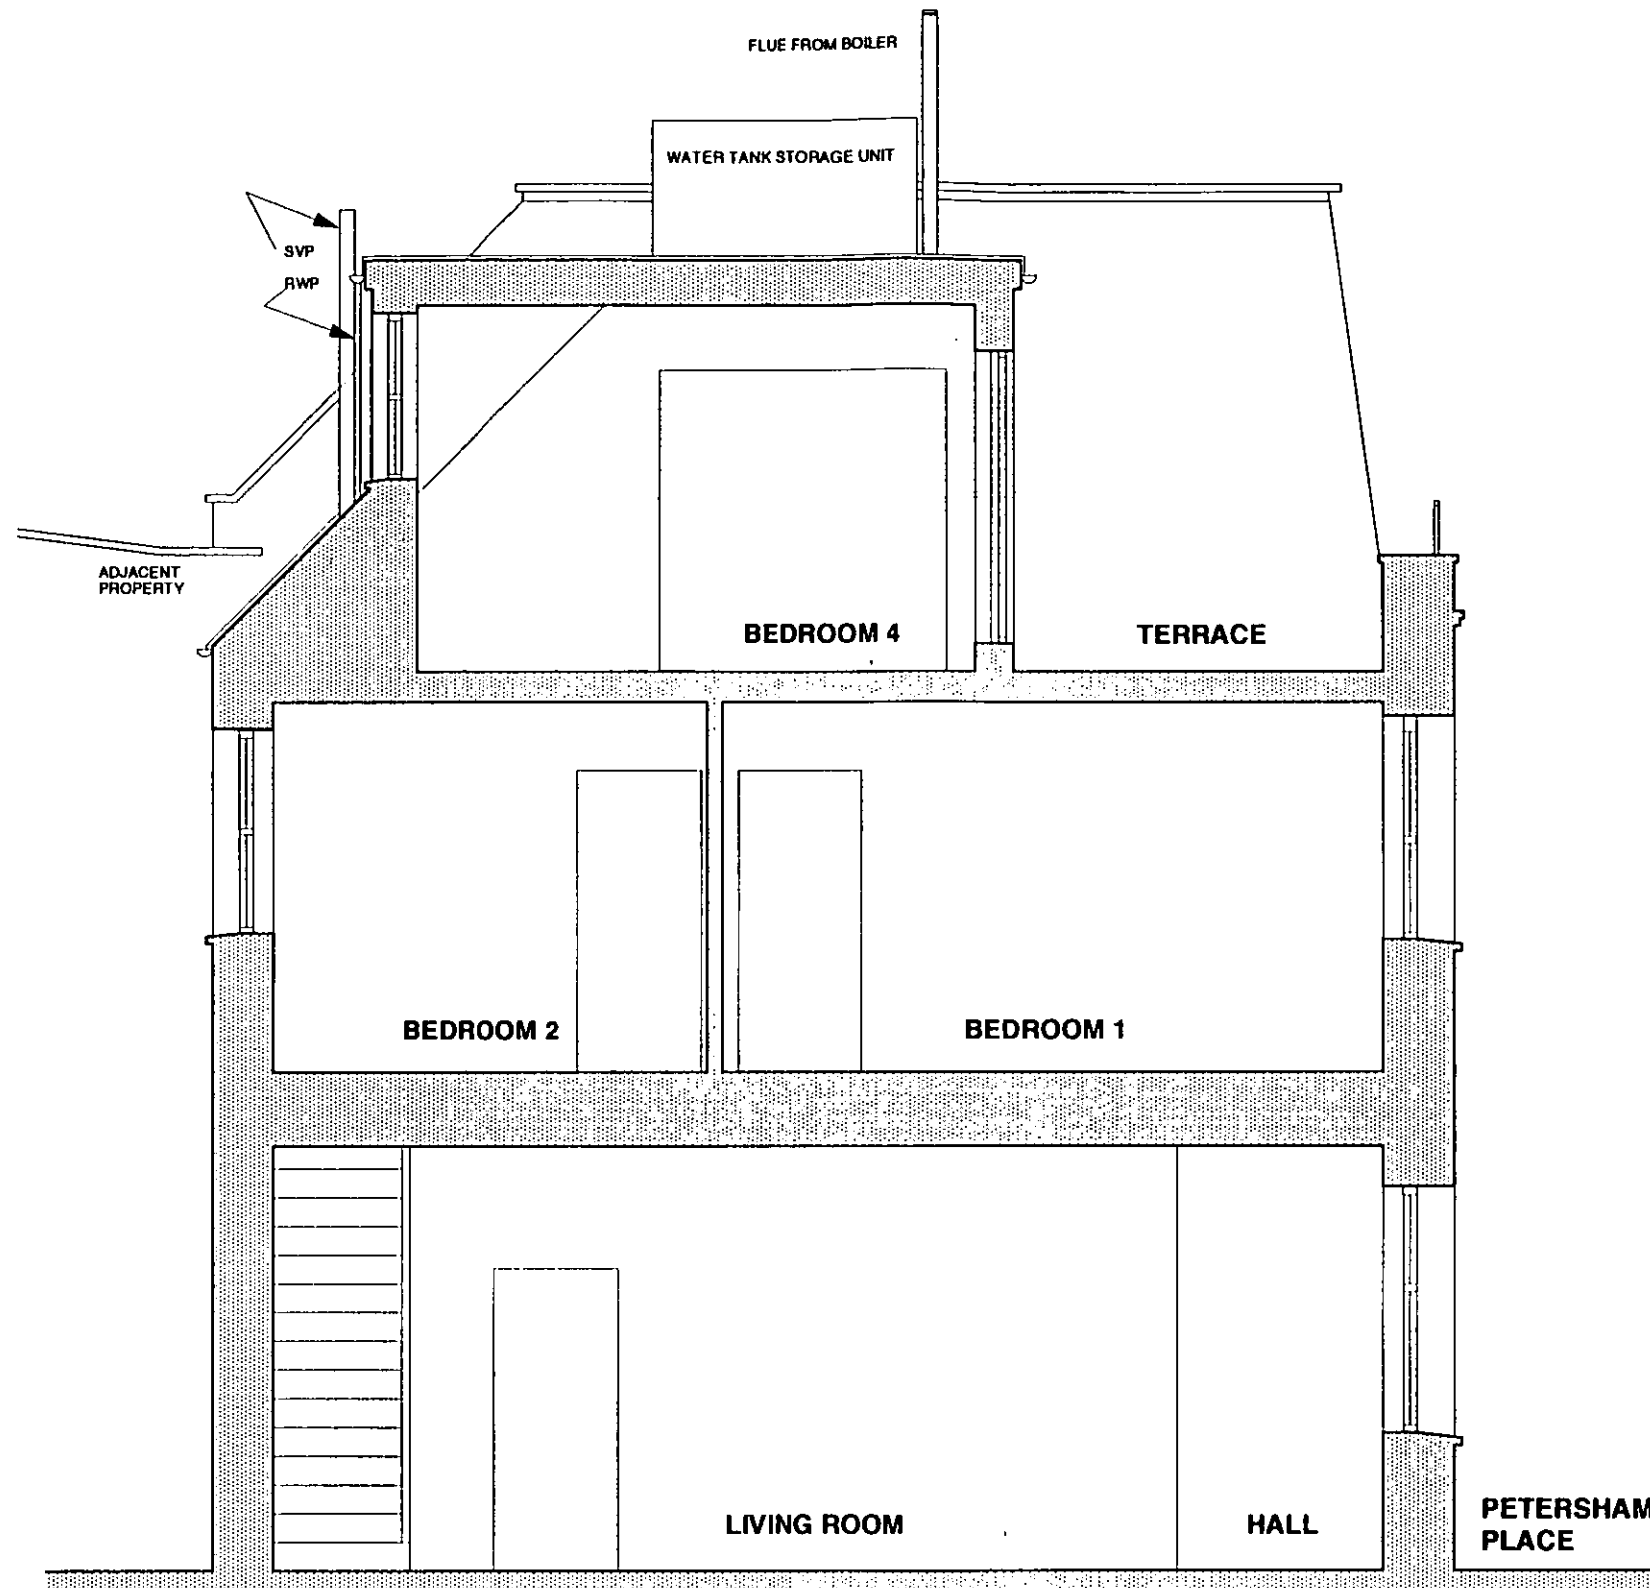 FLUE FROM BOILER
WATER TANK STORAGE UNIT
SVP
RWP
ADJACENT
PROPERTY
BEDROOM 4
TERRACE
BEDROOM 2
BEDROOM 1
LIVING ROOM
HALL
PETERSHAM
PLACE